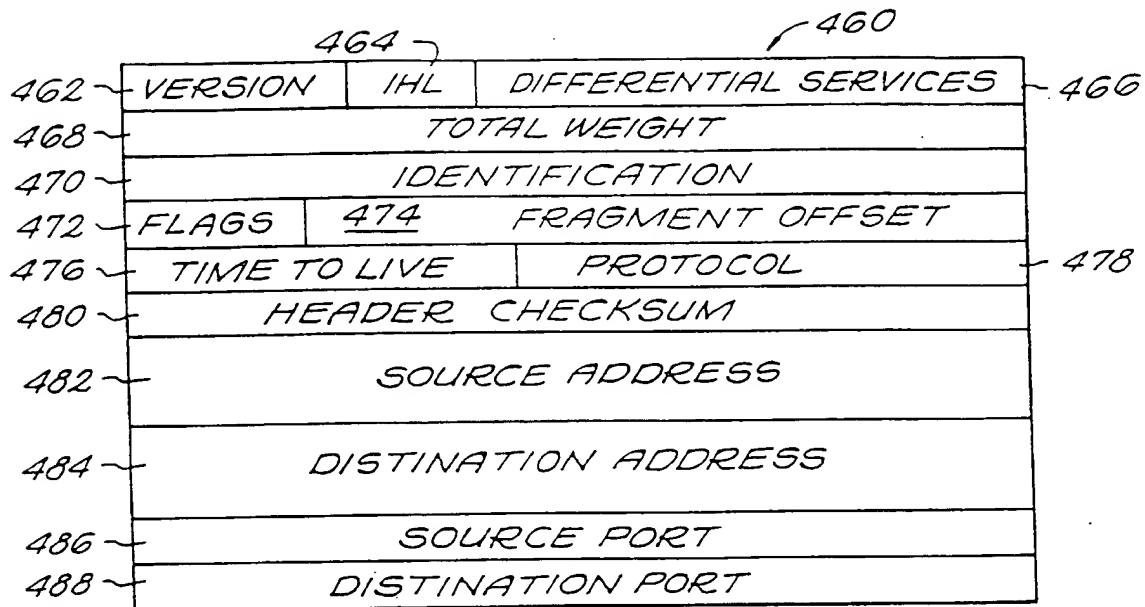 464 460
462 VERSION IHL DIFFERENTIAL SERVICES 466
468 TOTAL WEIGHT
470 IDENTIFICATION
472 FLAGS 474 FRAGMENT OFFSET
476 TIME TO LIVE PROTOCOL 478
480 HEADER CHECKSUM
482 SOURCE ADDRESS
484 DISTINATION ADDRESS
486 SOURCE PORT
488 DISTINATION PORT